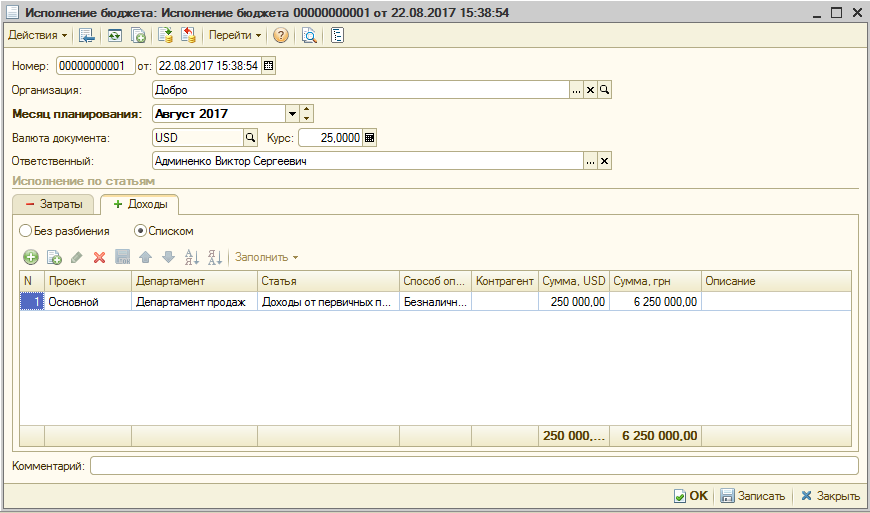 Исполнение бюджета: Исполнение бюджета 00000000001 от 22.08.2017 15:38:54
Действия Перейти
Номер: 00000000001 от: 22.08.2017 15:38:54
Организация: Добро
Месяц планирования: Август 2017
Валюта документа: USD Курс: 25,0000
Ответственный: Админенко Виктор Сергеевич
Исполнение по статьям
Затраты Доходы
Без разбиения Списком
Заполнить
N Проект Департамент Статья Способ оп... Контрагент Сумма, USD Сумма, грн Описание
1 Основной Департамент продаж Доходы от первичных п... Безналичн... 250 000,00 6 250 000,00
250 000,... 6 250 000,00
Комментарий:
OK Записать Закрыть